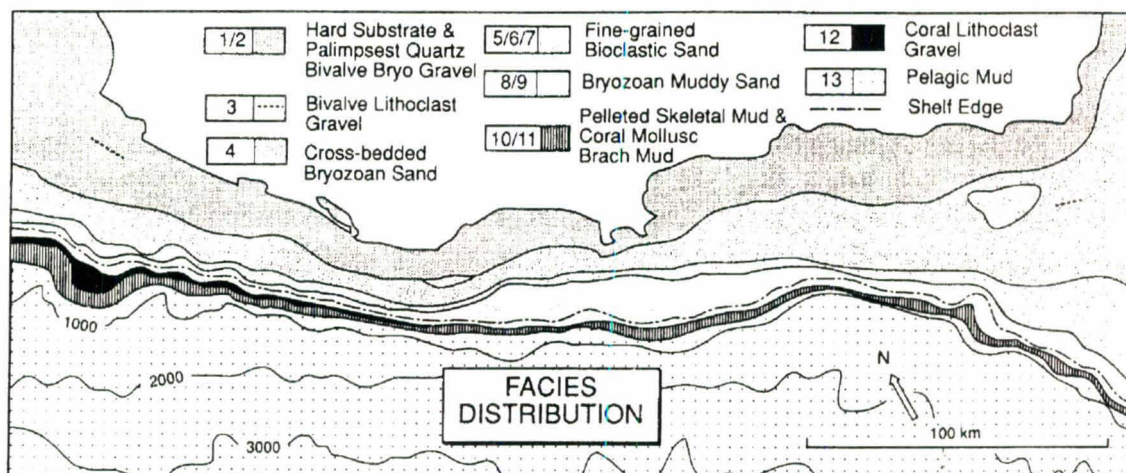 1/2 Hard Substrate &
Palimpsest Quartz
Bivalve Bryo Gravel
3 Bivalve Lithoclast
Gravel
4 Cross-bedded
Bryozoan Sand
5/6/7 Fine-grained
Bioclastic Sand
8/9 Bryozoan Muddy Sand
10/11 Pelleted Skeletal Mud &
Coral Mollusc
Brach Mud
12 Coral Lithoclast
Gravel
13 Pelagic Mud
Shelf Edge
1000
2000
3000
FACIES
DISTRIBUTION
N
100 km